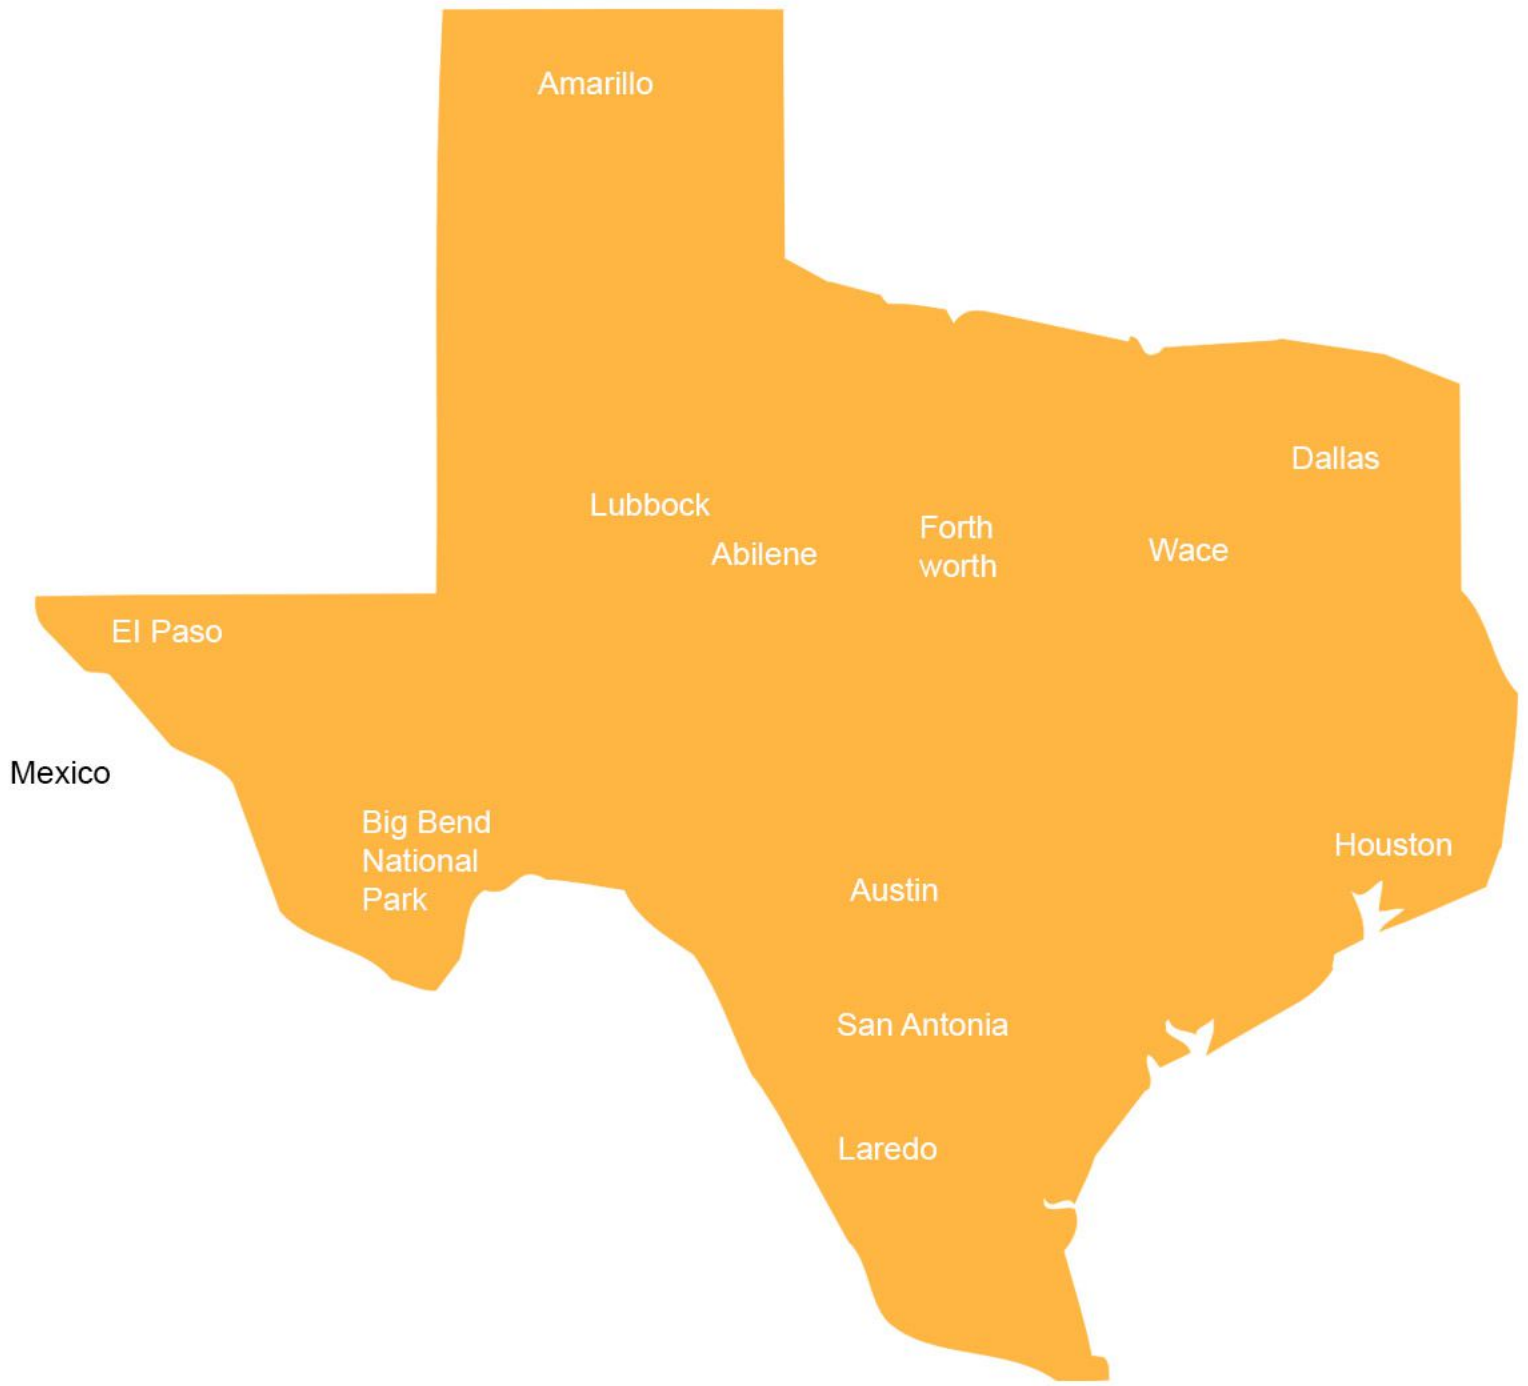 Amarillo
Dallas
Lubbock
Forth
worth
Abilene
Wace
El Paso
Mexico
Big Bend
National
Park
Houston
Austin
San Antonia
Laredo